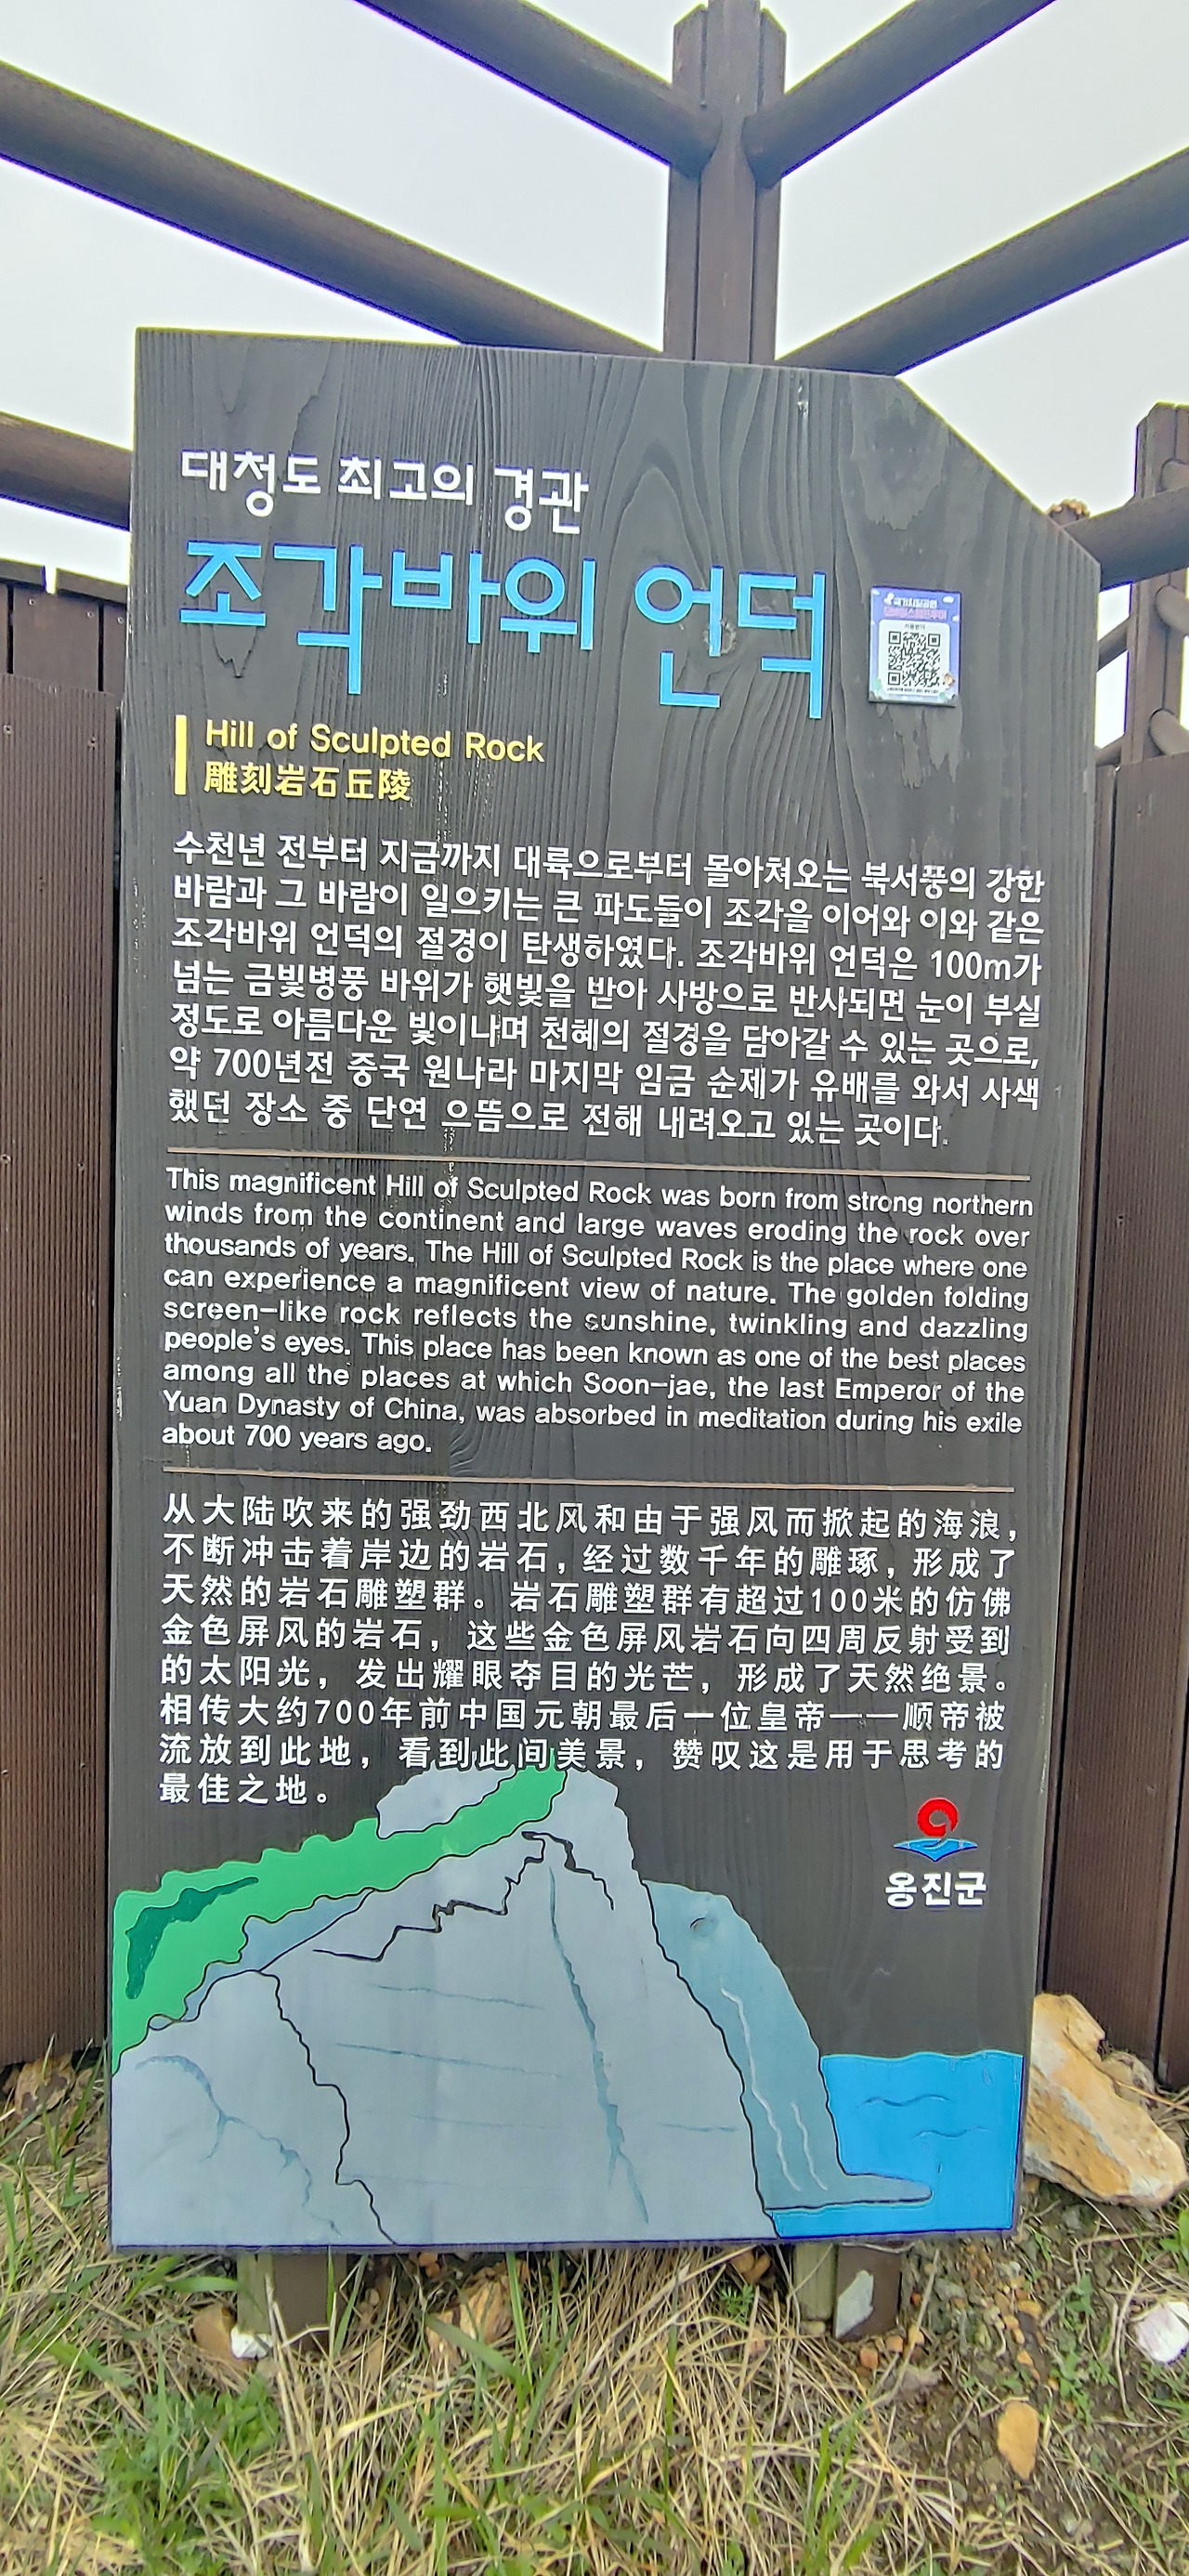 대청도 최고의 경관
조각바위 언덕
국가지질공원
Hill of Sculpted Rock
雕刻岩石丘陵
수천년 전부터 지금까지 대륙으로부터 몰아쳐오는 북서풍의 강한
바람과 그 바람이 일으키는 큰 파도들이 조각을 이어와 이와 같은
조각바위 언덕의 절경이 탄생하였다. 조각바위 언덕은 100m가
넘는 금빛병풍 바위가 햇빛을 받아 사방으로 반사되면 눈이 부실
정도로 아름다운 빛이나며 천혜의 절경을 담아갈 수 있는 곳으로,
약 700년전 중국 원나라 마지막 임금 순제가 유배를 와서 사색
했던 장소 중 단연 으뜸으로 전해 내려오고 있는 곳이다.
This magnificent Hill of Sculpted Rock was born from strong northern
winds from the continent and large waves eroding the rock over
thousands of years. The Hill of Sculpted Rock is the place where one
can experience a magnificent view of nature. The golden folding
screen-like rock reflects the sunshine, twinkling and dazzling
people's eyes. This place has been known as one of the best places
among all the places at which Soon-jae, the last Emperor of the
Yuan Dynasty of China, was absorbed in meditation during his exile
about 700 years ago.
从大陆吹来的强劲西北风和由于强风而掀起的海浪，
不断冲击着岸边的岩石，经过数千年的雕琢，形成了
天然的岩石雕塑群。岩石雕塑群有超过100米的仿佛
金色屏风的岩石，这些金色屏风岩石向四周反射受到
的太阳光，发出耀眼夺目的光芒，形成了天然绝景。
相传大约700年前中国元朝最后一位皇帝——顺帝被
流放到此地，看到此间美景，赞叹这是用于思考的
最佳之地。
옹진군